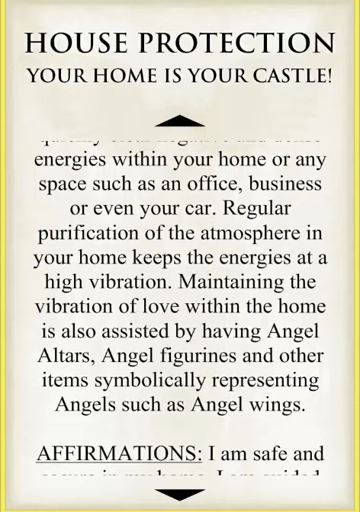 HOUSE PROTECTION
YOUR HOME IS YOUR CASTLE!
energies within your home or any
space such as an office, business
or even your car. Regular
purification of the atmosphere in
your home keeps the energies at a
high vibration. Maintaining the
vibration of love within the home
is also assisted by having Angel
Altars, Angel figurines and other
items symbolically representing
Angels such as Angel wings.
AFFIRMATIONS: I am safe and